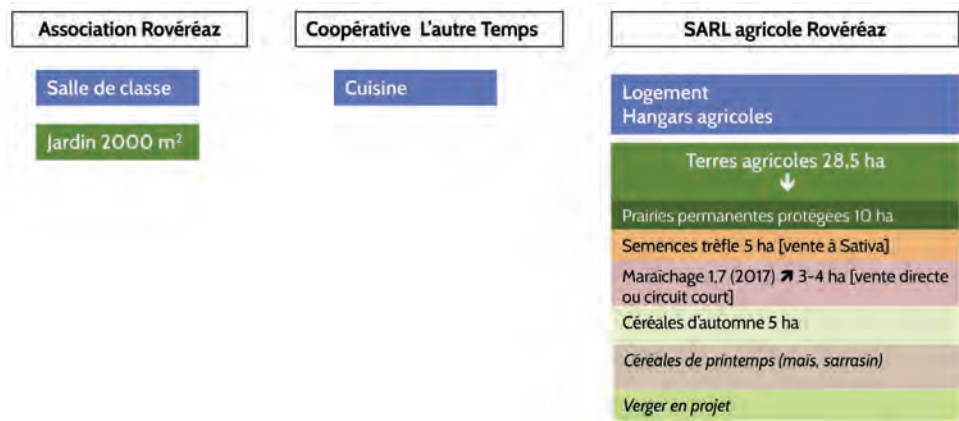 Association Rovéréaz
Salle de classe
Jardin 2000 m²
Coopérative L'autre Temps
Cuisine
SARL agricole Rovéréaz
Logement
Hangars agricoles
Terres agricoles 28,5 ha
🡻
Prairies permanentes protégées 10 ha
Semences trèfle 5 ha [vente à Sativa]
Maraîchage 1,7 (2017) 🡽 3-4 ha [vente directe
ou circuit court]
Céréales d'automne 5 ha
Céréales de printemps (maïs, sarrasin)
Verger en projet